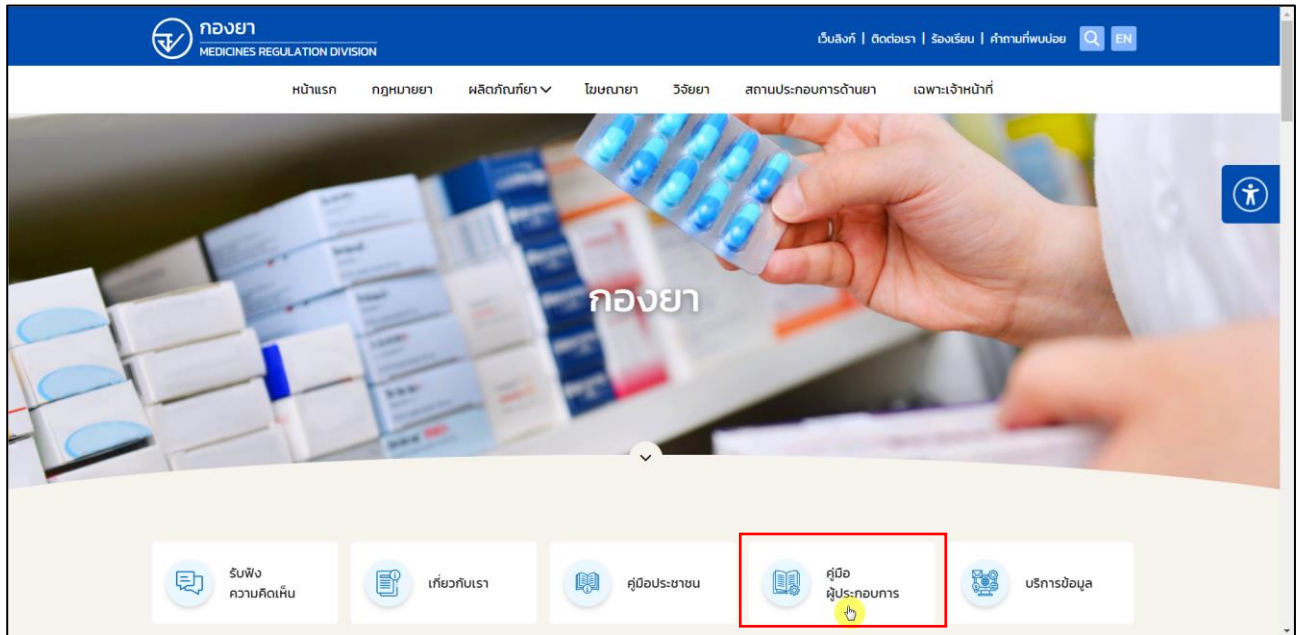 กองยา
MEDICINES REGULATION DIVISION
เว็บลิงก์ | ติดต่อเรา | ร้องเรียน | คำถามที่พบบ่อย
EN
หน้าแรก กฎหมายยา ผลิตภัณฑ์ยา โฆษณายา วิจัยยา สถานประกอบการด้านยา เฉพาะเจ้าหน้าที่
กองยา
รับฟัง
ความคิดเห็น
เกี่ยวกับเรา
คู่มือประชาชน
คู่มือ
ผู้ประกอบการ
บริการข้อมูล